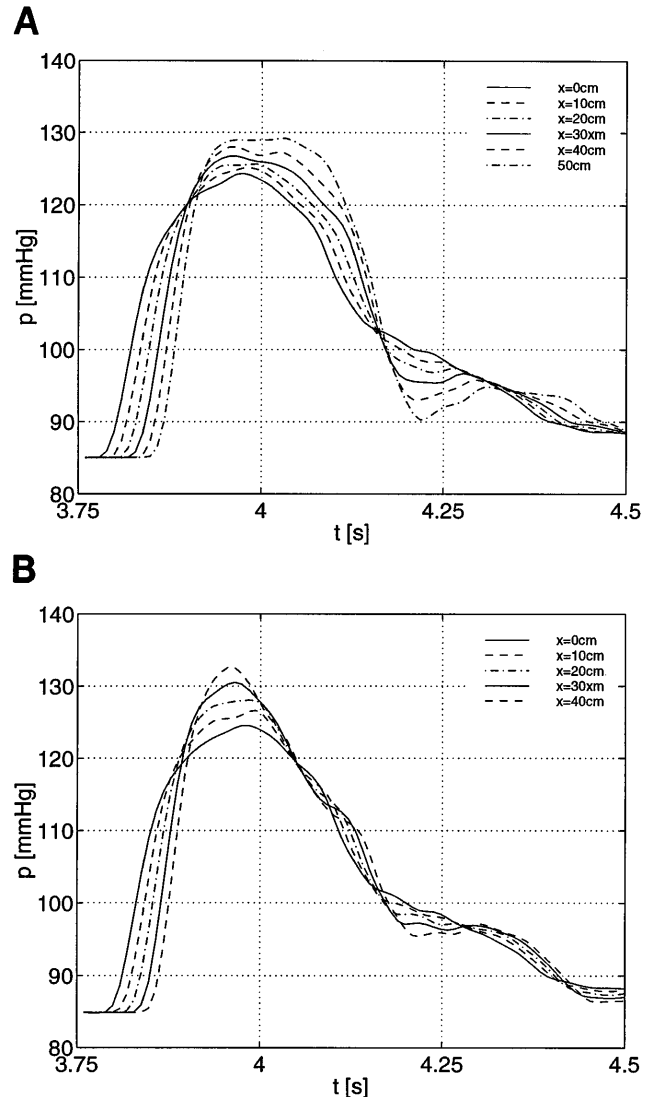 A
140
130
120
110
100
90
80
p [mmHg]
x=0cm
x=10cm
x=20cm
x=30xm
x=40cm
50cm
3.75 4 4.25 4.5
t [s]
B
140
130
120
110
100
90
80
p [mmHg]
x=0cm
x=10cm
x=20cm
x=30xm
x=40cm
3.75 4 4.25 4.5
t [s]